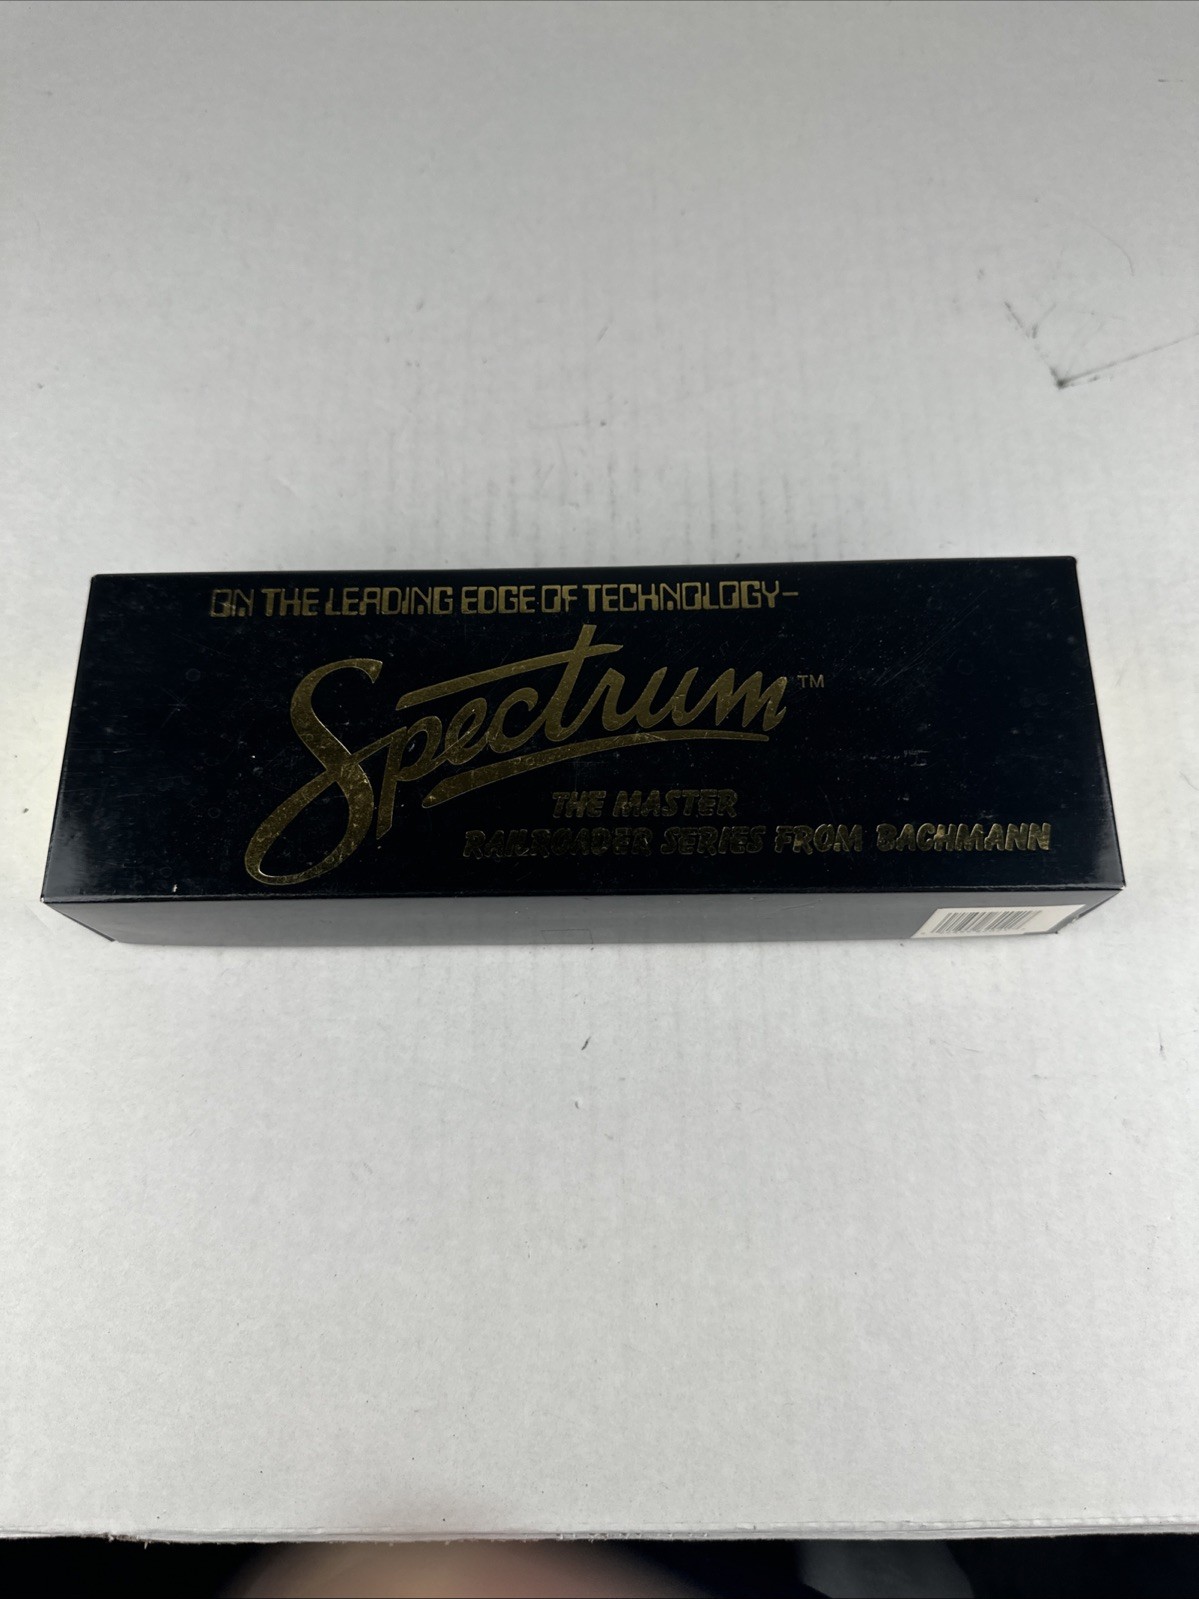 ON THE LEADING EDGE OF TECHNOLOGY-
Spectrum™
THE MASTER
RAILROADER SERIES FROM BACHMANN